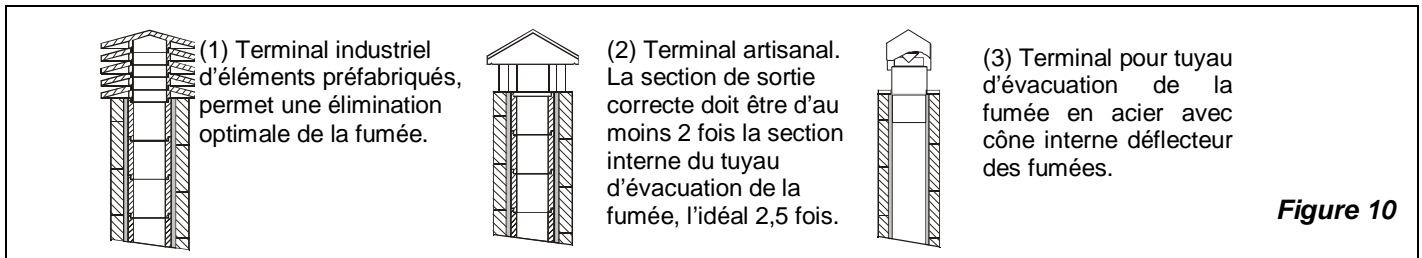 (1) Terminal industriel
d’éléments préfabriqués,
permet une élimination
optimale de la fumée.
(2) Terminal artisanal.
La section de sortie
correcte doit être d’au
moins 2 fois la section
interne du tuyau
d’évacuation de la
fumée, l’idéal 2,5 fois.
(3) Terminal pour tuyau
d’évacuation de la
fumée en acier avec
cône interne déflecteur
des fumées.
Figure 10